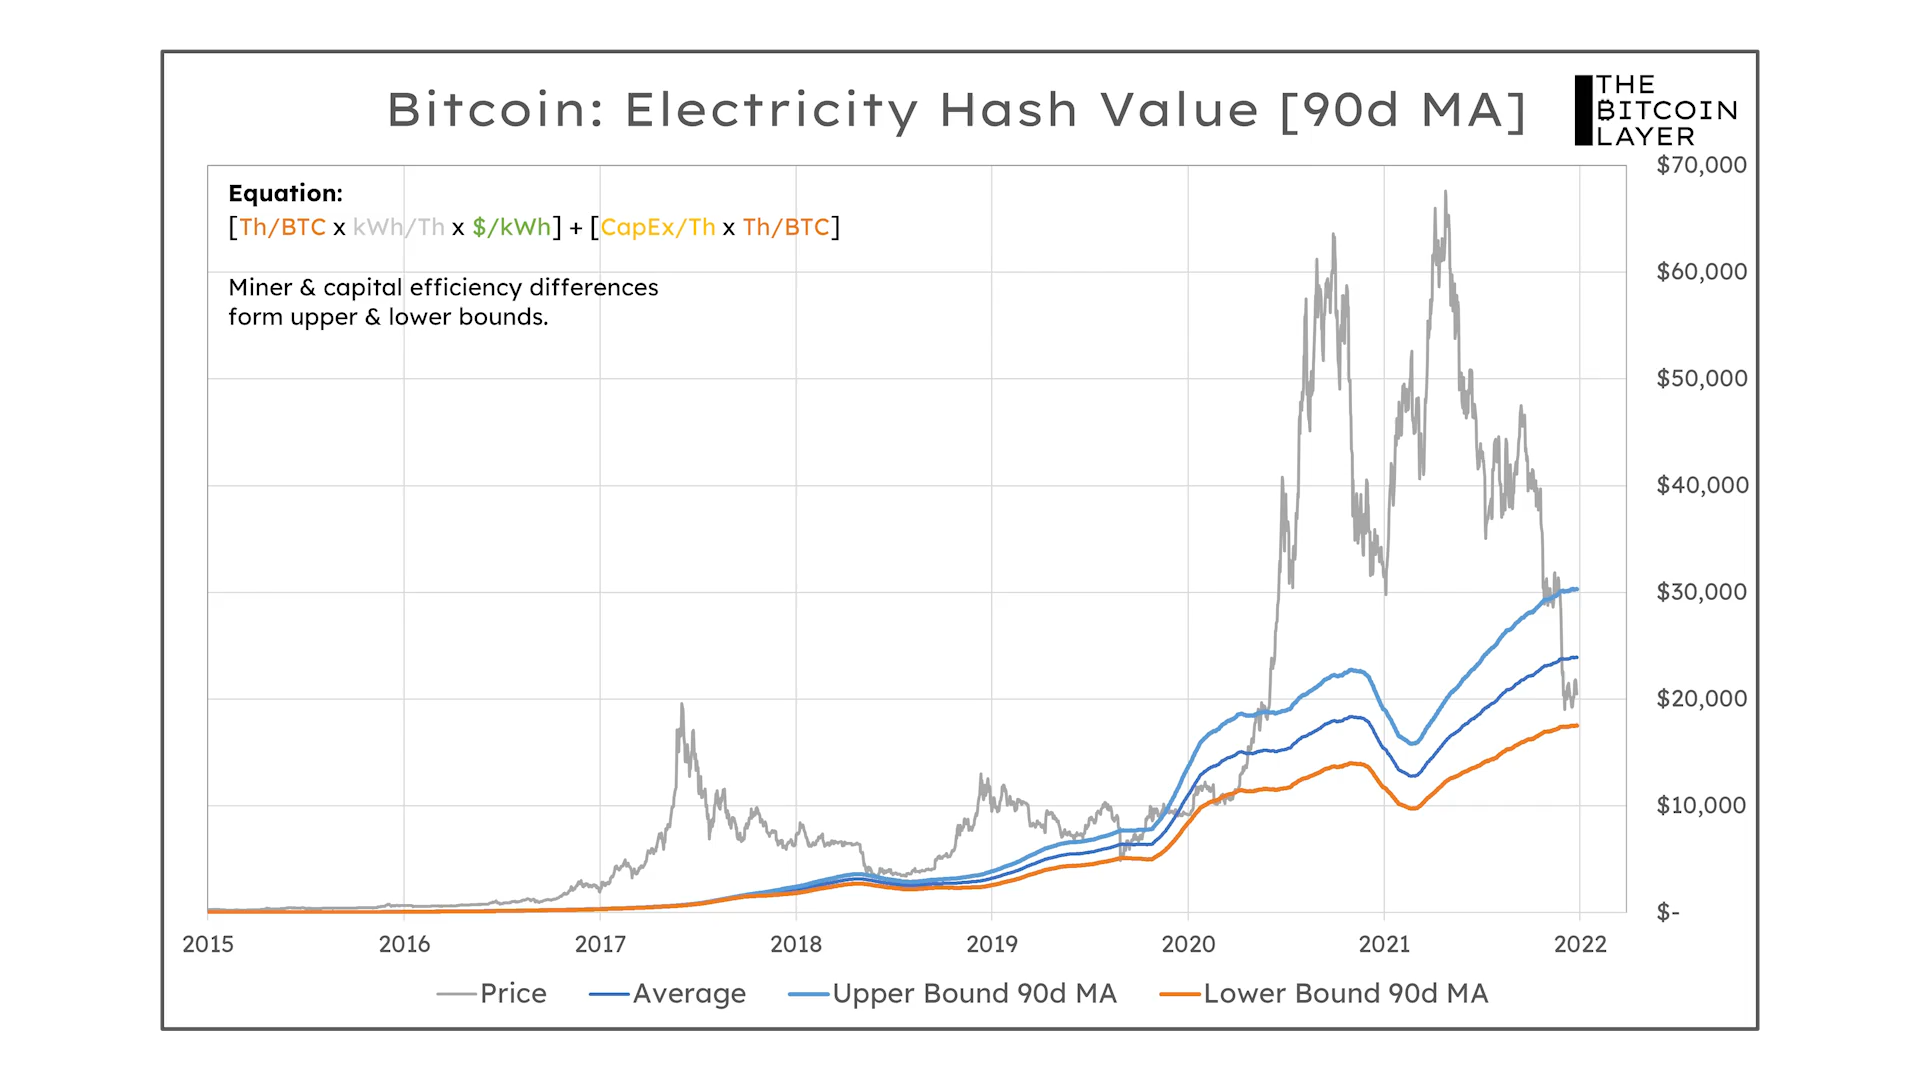 Bitcoin: Electricity Hash Value [90d MA]
THE
₿ITCOIN
LAYER
Equation:
[Th/BTC x kWh/Th x $/kWh] + [CapEx/Th x Th/BTC]
Miner & capital efficiency differences
form upper & lower bounds.
$70,000
$60,000
$50,000
$40,000
$30,000
$20,000
$10,000
$-
2015 2016 2017 2018 2019 2020 2021 2022
Price Average Upper Bound 90d MA Lower Bound 90d MA